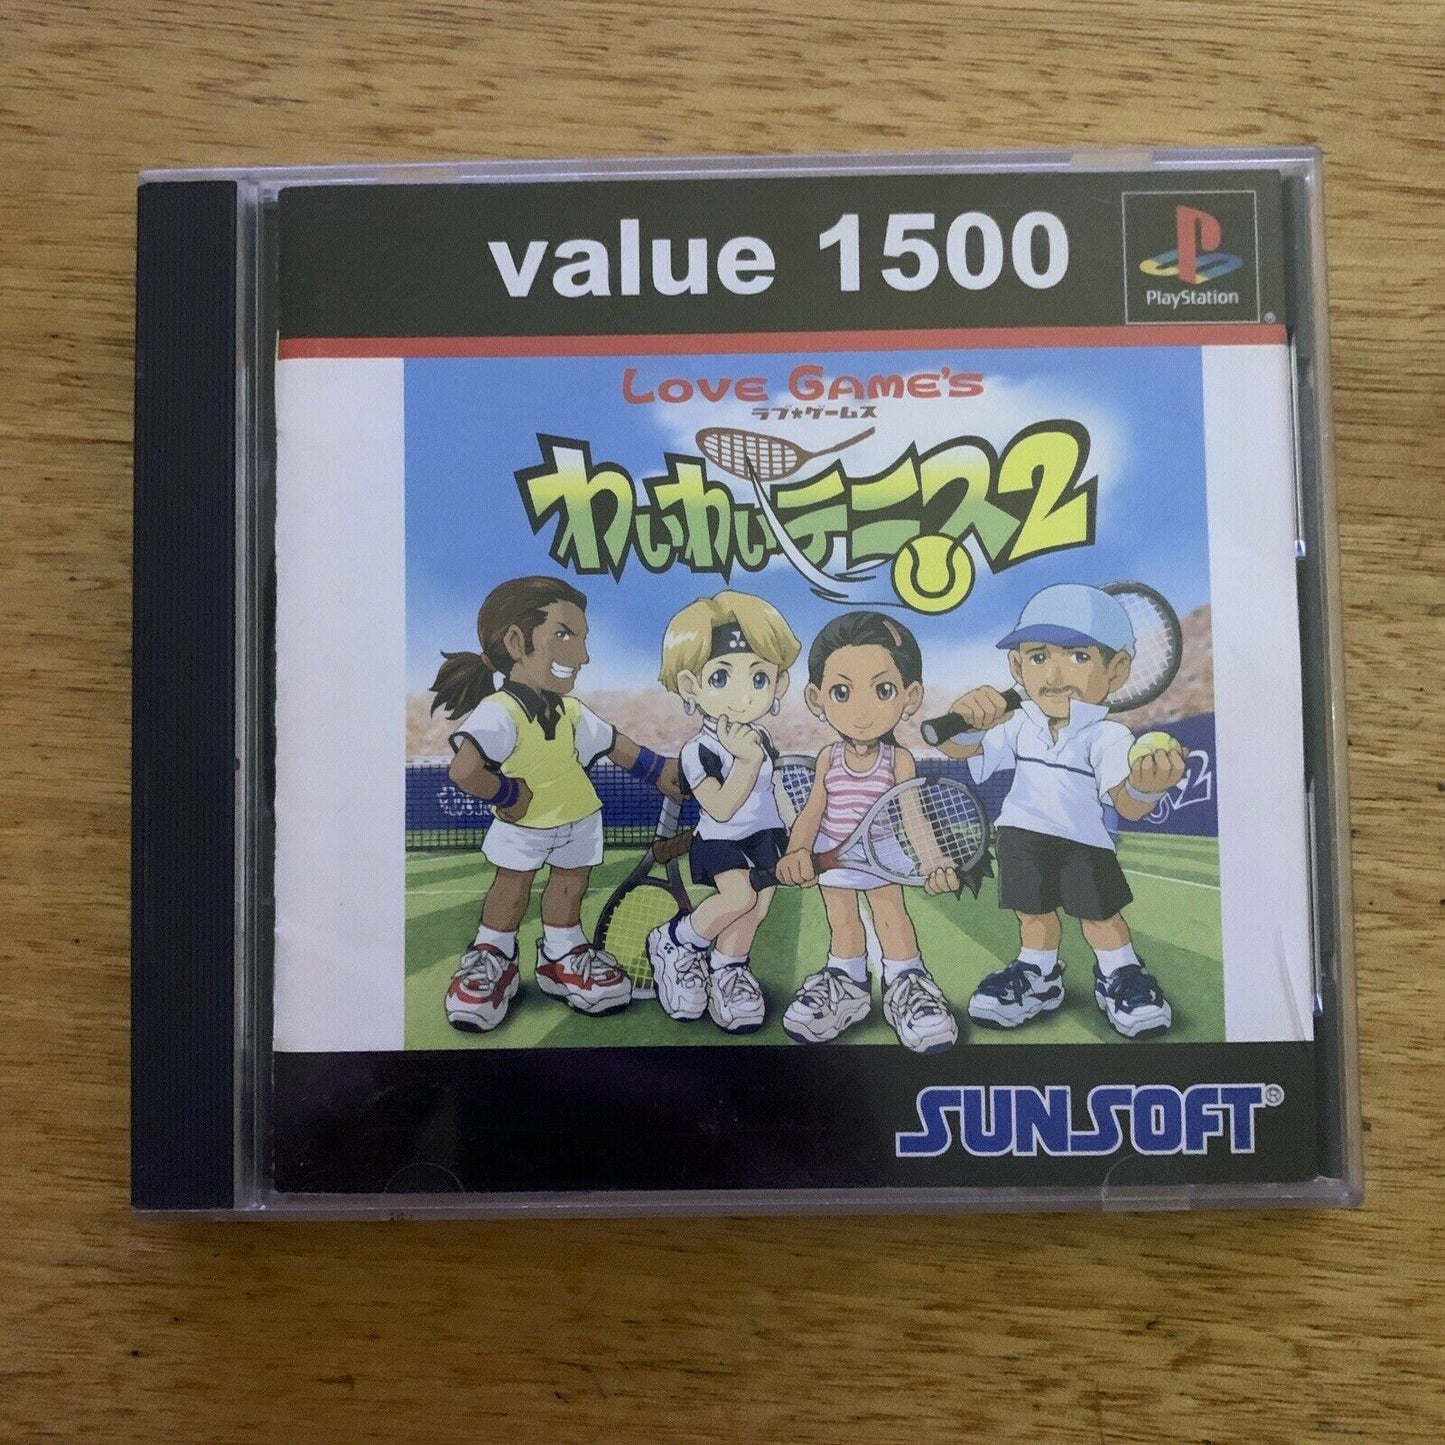 value 1500
PlayStation
®
LOVE GAME'S
ラブ★ゲームス
わいわいテニス2
2
SUNSOFT®